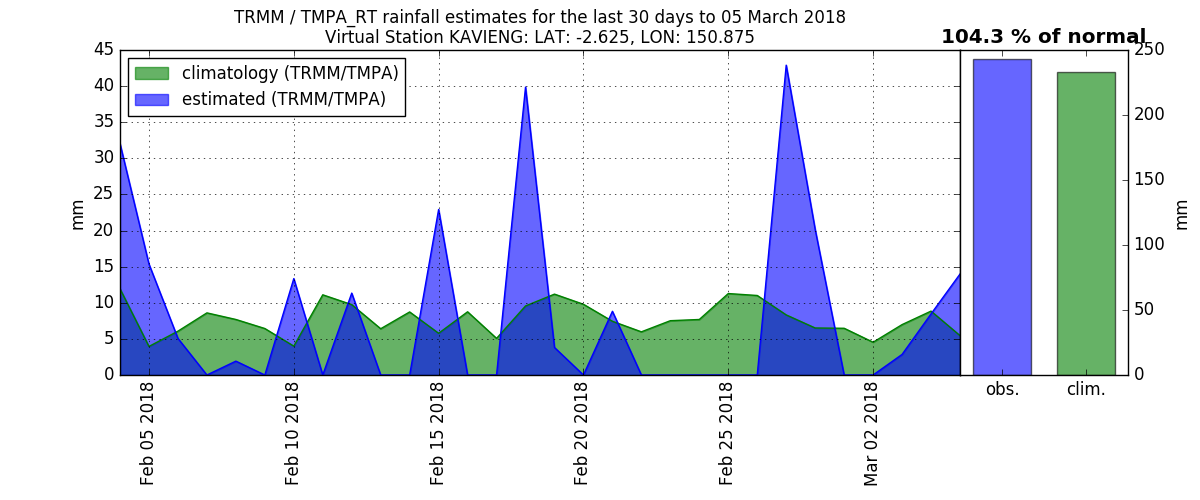 TRMM / TMPA_RT rainfall estimates for the last 30 days to 05 March 2018
Virtual Station KAVIENG: LAT: -2.625, LON: 150.875
104.3 % of normal
climatology (TRMM/TMPA)
estimated (TRMM/TMPA)
45
40
35
30
25
20
15
10
5
0
mm
Feb 05 2018
Feb 10 2018
Feb 15 2018
Feb 20 2018
Feb 25 2018
Mar 02 2018
250
200
150
100
50
0
mm
obs.
clim.